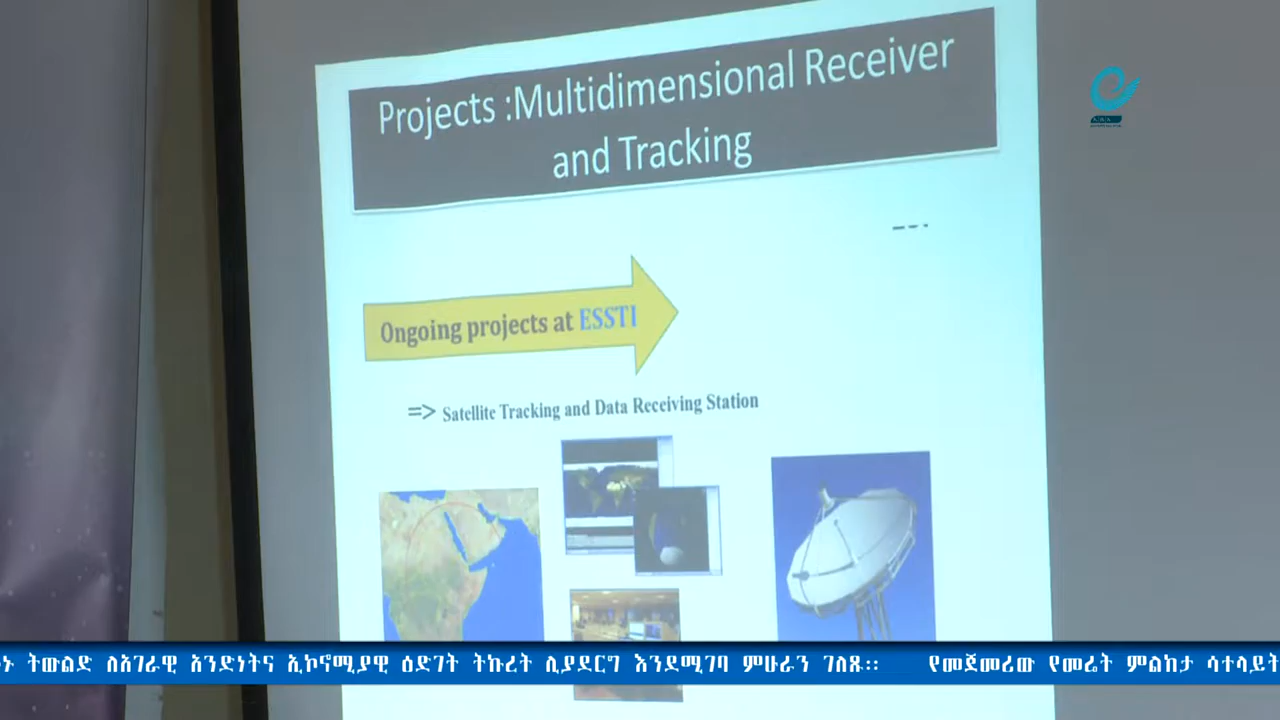 Projects :Multidimensional Receiver
and Tracking
Ongoing projects at ESSTI
=> Satellite Tracking and Data Receiving Station
ትውልድ ለአገራዊ አንድነትና ኢኮኖሚያዊ ዕድገት ትኩረት ሊያደርግ እንደሚገባ ምሁራን ገለጹ፡፡ የመጀመሪው የመሬት ምልከታ ሳተላይት